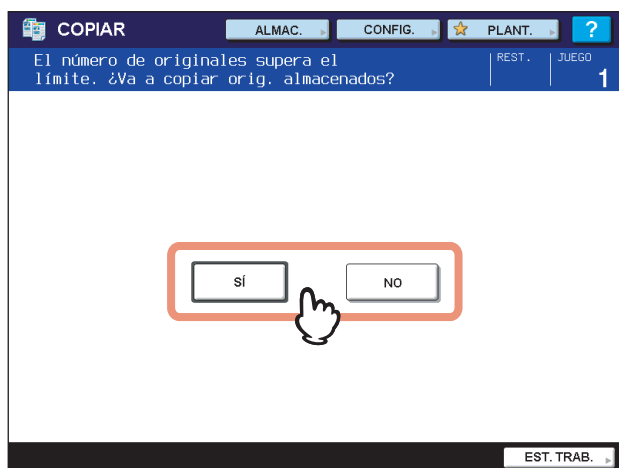 COPIAR
ALMAC.
CONFIG.
PLANT.
?
El número de originales supera el
límite. ¿Va a copiar orig. almacenados?
REST.
JUEGO
1
SÍ
NO
EST. TRAB.